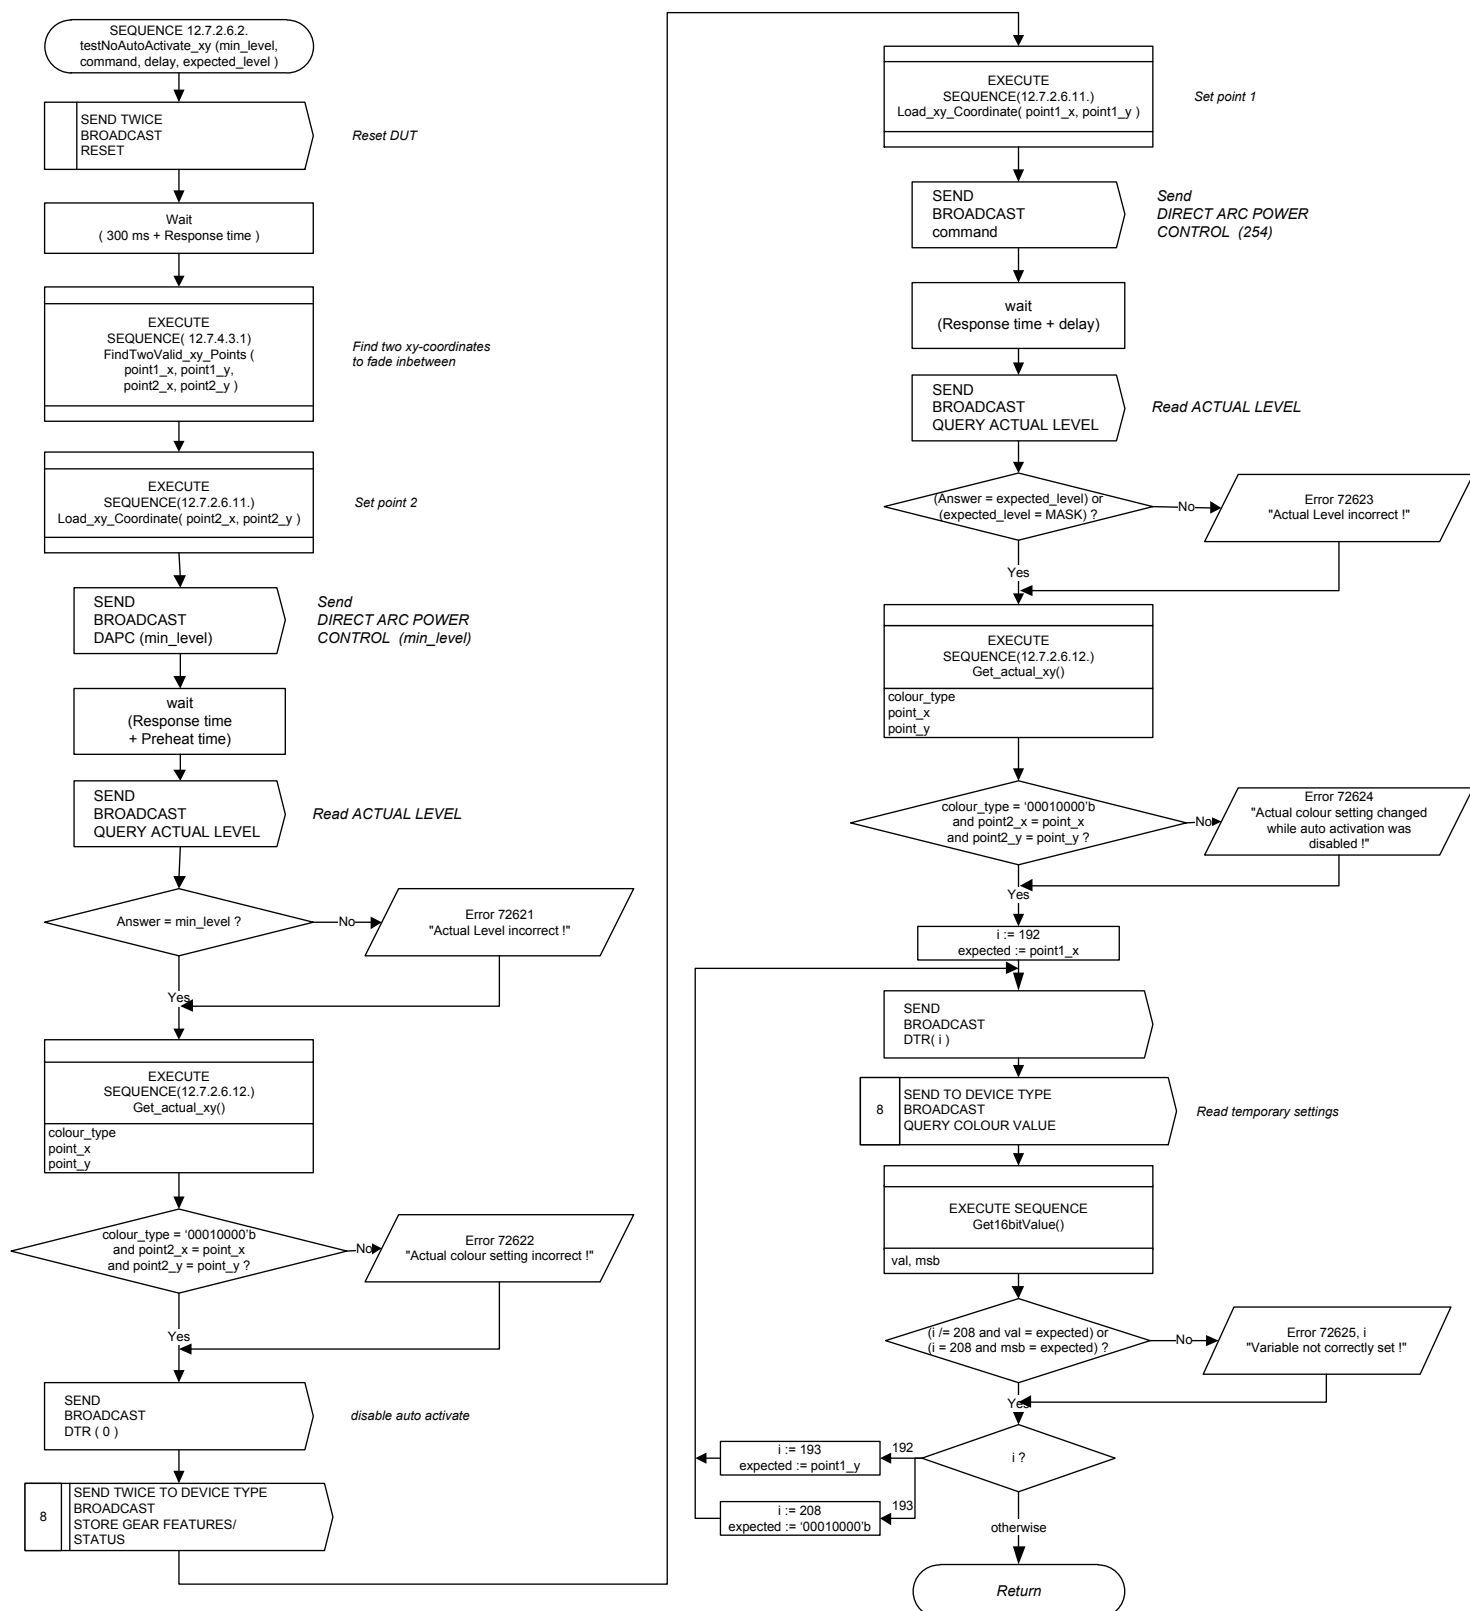 SEQUENCE 12.7.2.6.2.
testNoAutoActivate_xy (min_level,
command, delay, expected_level )
SEND TWICE
BROADCAST
RESET
Reset DUT
Wait
( 300 ms + Response time )
EXECUTE
SEQUENCE( 12.7.4.3.1)
FindTwoValid_xy_Points (
point1_x, point1_y,
point2_x, point2_y )
Find two xy-coordinates
to fade inbetween
EXECUTE
SEQUENCE(12.7.2.6.11.)
Load_xy_Coordinate( point2_x, point2_y )
Set point 2
SEND
BROADCAST
DAPC (min_level)
Send
DIRECT ARC POWER
CONTROL (min_level)
wait
(Response time
+ Preheat time)
SEND
BROADCAST
QUERY ACTUAL LEVEL
Read ACTUAL LEVEL
Answer = min_level ?
No
Error 72621
"Actual Level incorrect !"
Yes
EXECUTE
SEQUENCE(12.7.2.6.12.)
Get_actual_xy()
colour_type
point_x
point_y
colour_type = ‘00010000’b
and point2_x = point_x
and point2_y = point_y ?
No
Error 72622
"Actual colour setting incorrect !"
Yes
SEND
BROADCAST
DTR ( 0 )
disable auto activate
8
SEND TWICE TO DEVICE TYPE
BROADCAST
STORE GEAR FEATURES/
STATUS
EXECUTE
SEQUENCE(12.7.2.6.11.)
Load_xy_Coordinate( point1_x, point1_y )
Set point 1
SEND
BROADCAST
command
Send
DIRECT ARC POWER
CONTROL (254)
wait
(Response time + delay)
SEND
BROADCAST
QUERY ACTUAL LEVEL
Read ACTUAL LEVEL
(Answer = expected_level) or
(expected_level = MASK) ?
No
Error 72623
"Actual Level incorrect !"
Yes
EXECUTE
SEQUENCE(12.7.2.6.12.)
Get_actual_xy()
colour_type
point_x
point_y
colour_type = ‘00010000’b
and point2_x = point_x
and point2_y = point_y ?
No
Error 72624
"Actual colour setting changed
while auto activation was
disabled !"
Yes
i := 192
expected := point1_x
SEND
BROADCAST
DTR( i )
8
SEND TO DEVICE TYPE
BROADCAST
QUERY COLOUR VALUE
Read temporary settings
EXECUTE SEQUENCE
Get16bitValue()
val, msb
(i /= 208 and val = expected) or
(i = 208 and msb = expected) ?
No
Error 72625, i
"Variable not correctly set !"
Yes
i ?
192
i := 193
expected := point1_y
193
i := 208
expected := ‘00010000’b
otherwise
Return